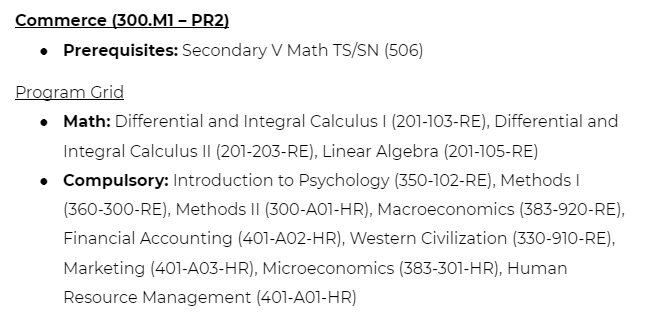 Commerce (300.M1 – PR2)
● Prerequisites: Secondary V Math TS/SN (506)
Program Grid
● Math: Differential and Integral Calculus I (201-103-RE), Differential and
Integral Calculus II (201-203-RE), Linear Algebra (201-105-RE)
● Compulsory: Introduction to Psychology (350-102-RE), Methods I
(360-300-RE), Methods II (300-A01-HR), Macroeconomics (383-920-RE),
Financial Accounting (401-A02-HR), Western Civilization (330-910-RE),
Marketing (401-A03-HR), Microeconomics (383-301-HR), Human
Resource Management (401-A01-HR)